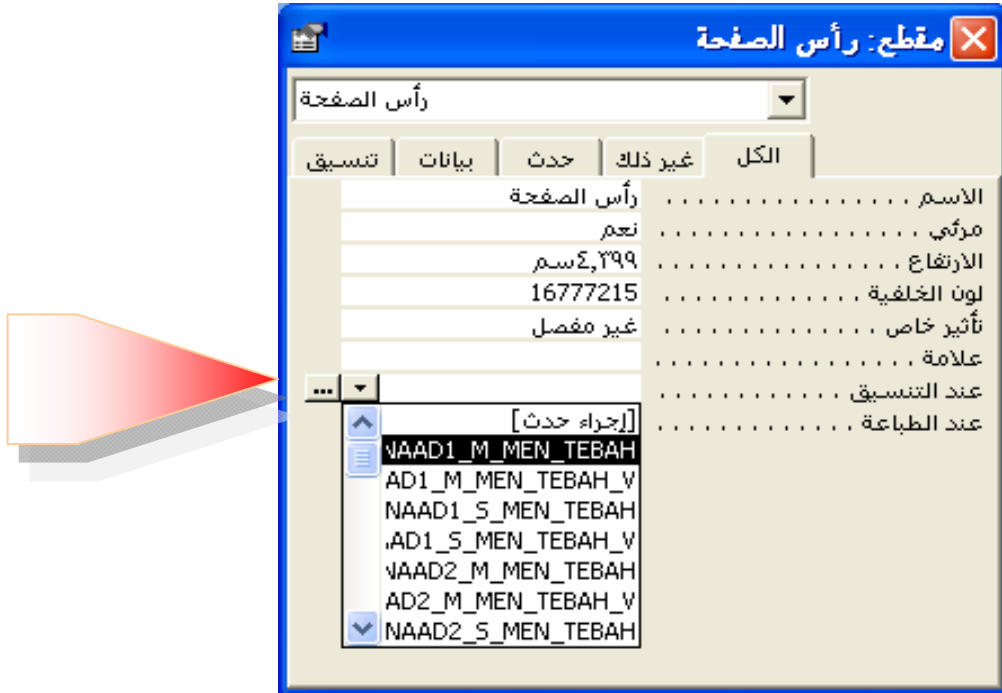 مقطع: رأس الصفحة
رأس الصفحة
الكل غير ذلك حدث بيانات تنسيق
الاسم . . . . . . . . . . . . . . . . رأس الصفحة
مرئي . . . . . . . . . . . . . . . . . نعم
الارتفاع . . . . . . . . . . . . . . . ٤,٢٩٩سم
لون الخلفية . . . . . . . . . . . . . 16777215
تأثير خاص . . . . . . . . . . . . . . غير مفصل
علامة . . . . . . . . . . . . . . . .
عند التنسيق . . . . . . . . . . . . ...
عند الطباعة . . . . . . . . . . . . .
[إجراء حدث]
NAAD1_M_MEN_TEBAH
AD1_M_MEN_TEBAH_V
NAAD1_S_MEN_TEBAH
AD1_S_MEN_TEBAH_V
NAAD2_M_MEN_TEBAH
AD2_M_MEN_TEBAH_V
NAAD2_S_MEN_TEBAH